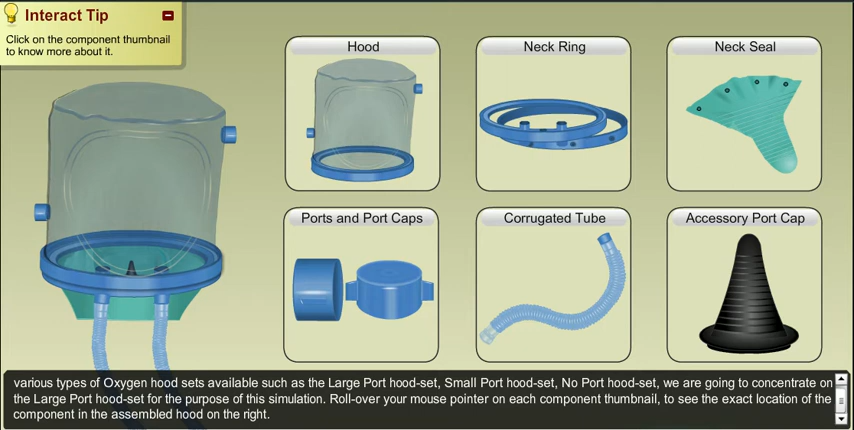 Interact Tip
Click on the component thumbnail
to know more about it.
Hood
Neck Ring
Neck Seal
Ports and Port Caps
Corrugated Tube
Accessory Port Cap
various types of Oxygen hood sets available such as the Large Port hood-set, Small Port hood-set, No Port hood-set, we are going to concentrate on
the Large Port hood-set for the purpose of this simulation. Roll-over your mouse pointer on each component thumbnail, to see the exact location of the
component in the assembled hood on the right.